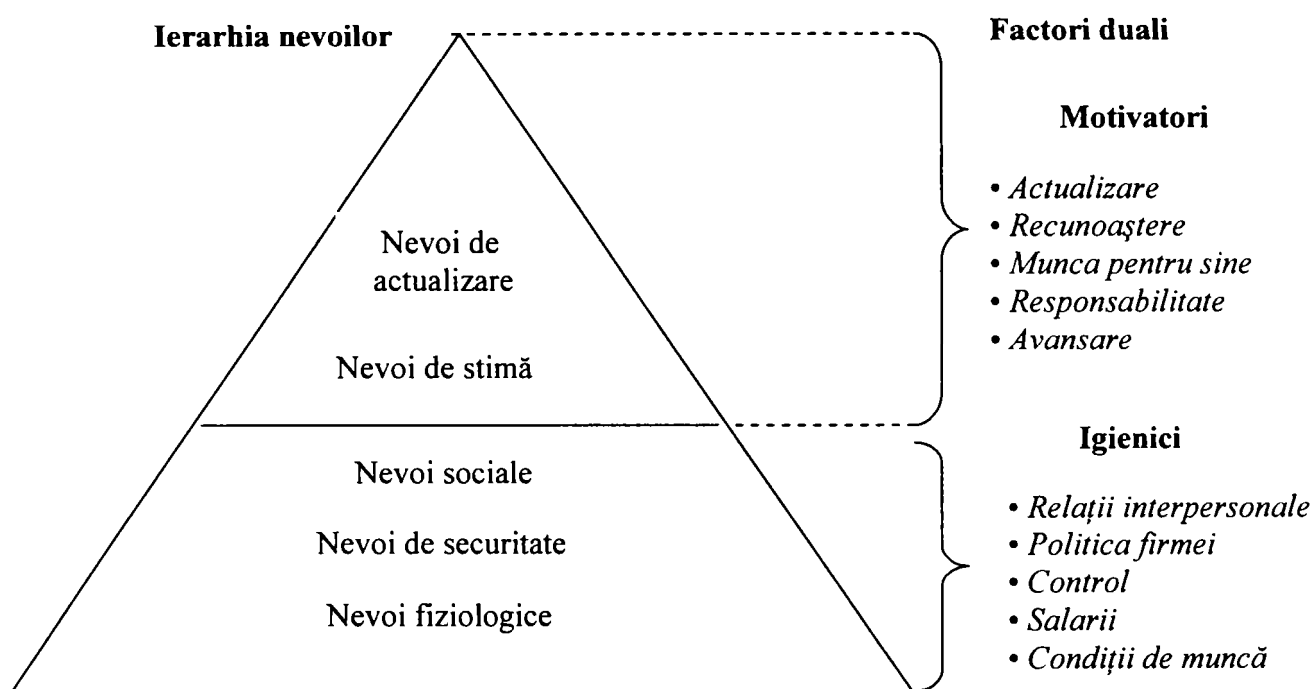 Ierarhia nevoilor
Nevoi de
actualizare
Nevoi de stimă
Nevoi sociale
Nevoi de securitate
Nevoi fiziologice
Factori duali
Motivatori
• Actualizare
• Recunoaştere
• Munca pentru sine
• Responsabilitate
• Avansare
Igienici
• Relaţii interpersonale
• Politica firmei
• Control
• Salarii
• Condiţii de muncă